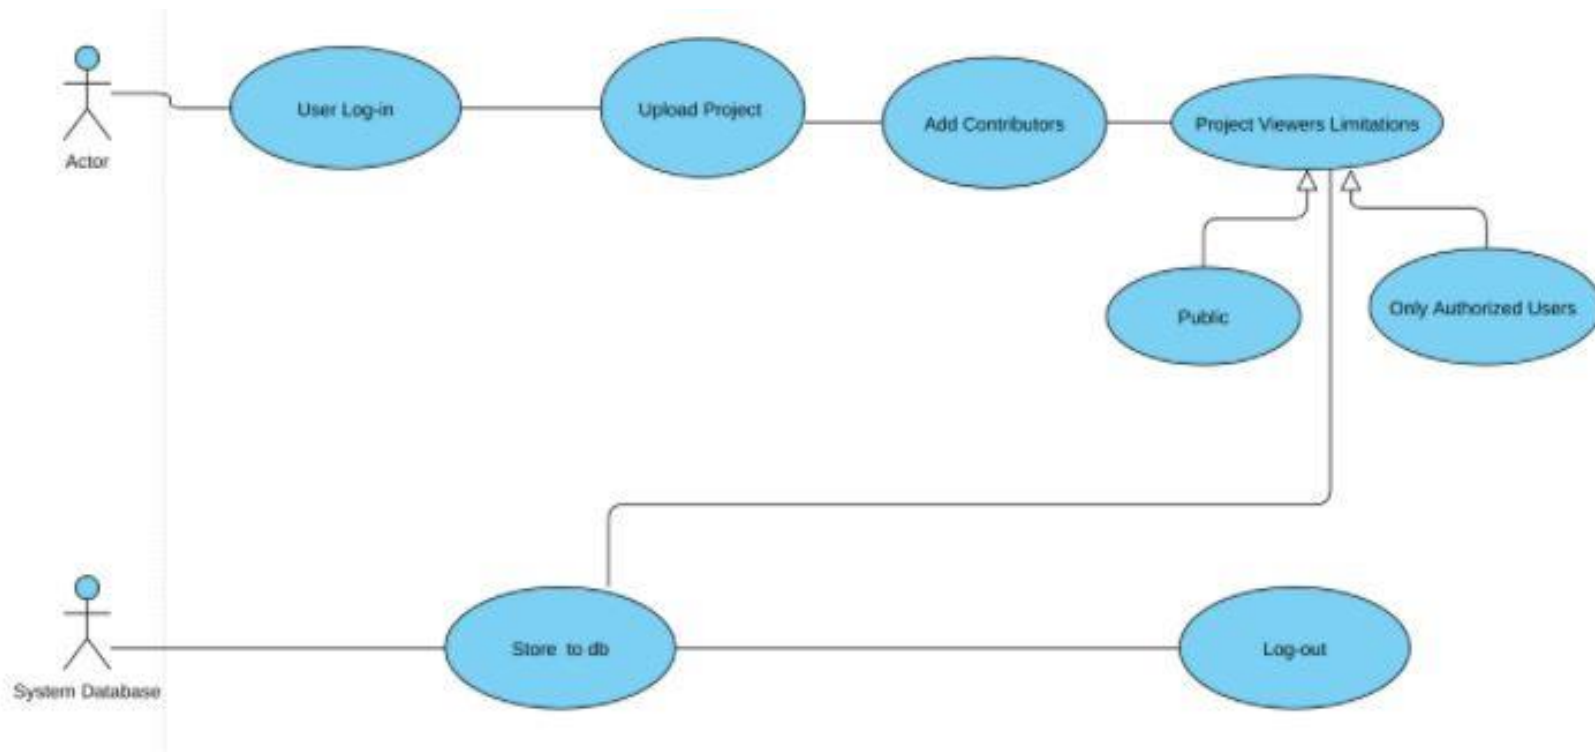 User Log-in
Upload Project
Add Contributors
Project Viewers Limitations
Actor
Public
Only Authorized Users
Store to db
Log-out
System Database